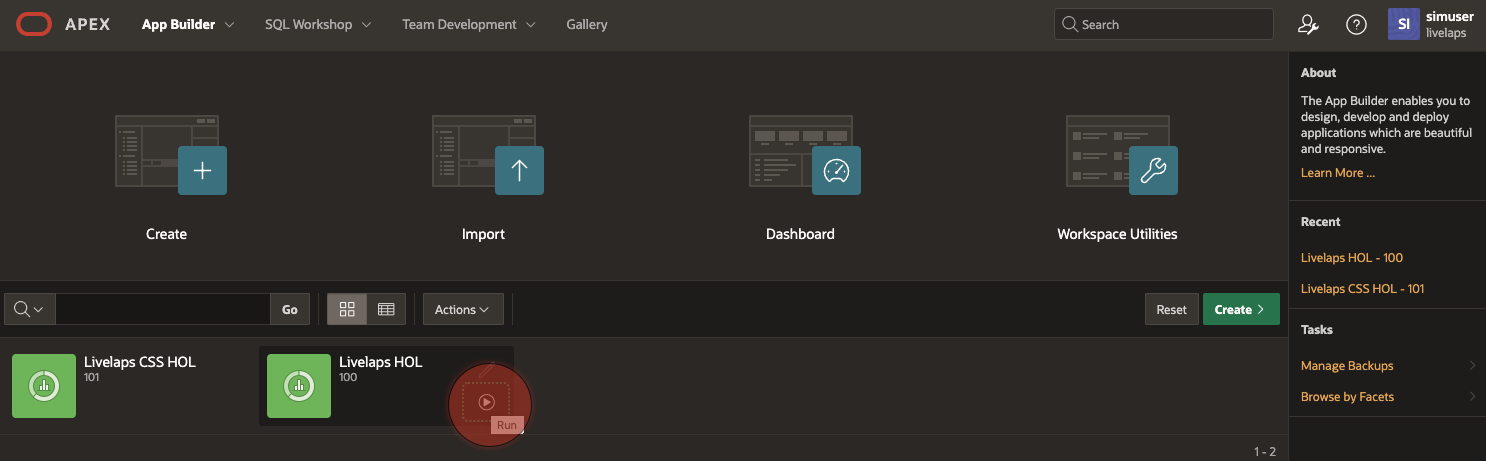 APEX App Builder SQL Workshop Team Development Gallery Search SI simuser
livelaps
Create Import Dashboard Workspace Utilities
About
The App Builder enables you to
design, develop and deploy
applications which are beautiful
and responsive.
Learn More ...
Recent
Livelaps HOL - 100
Livelaps CSS HOL - 101
Tasks
Manage Backups
Browse by Facets
Go Actions Reset Create
Livelaps CSS HOL
101
Livelaps HOL
100
Run
1 - 2